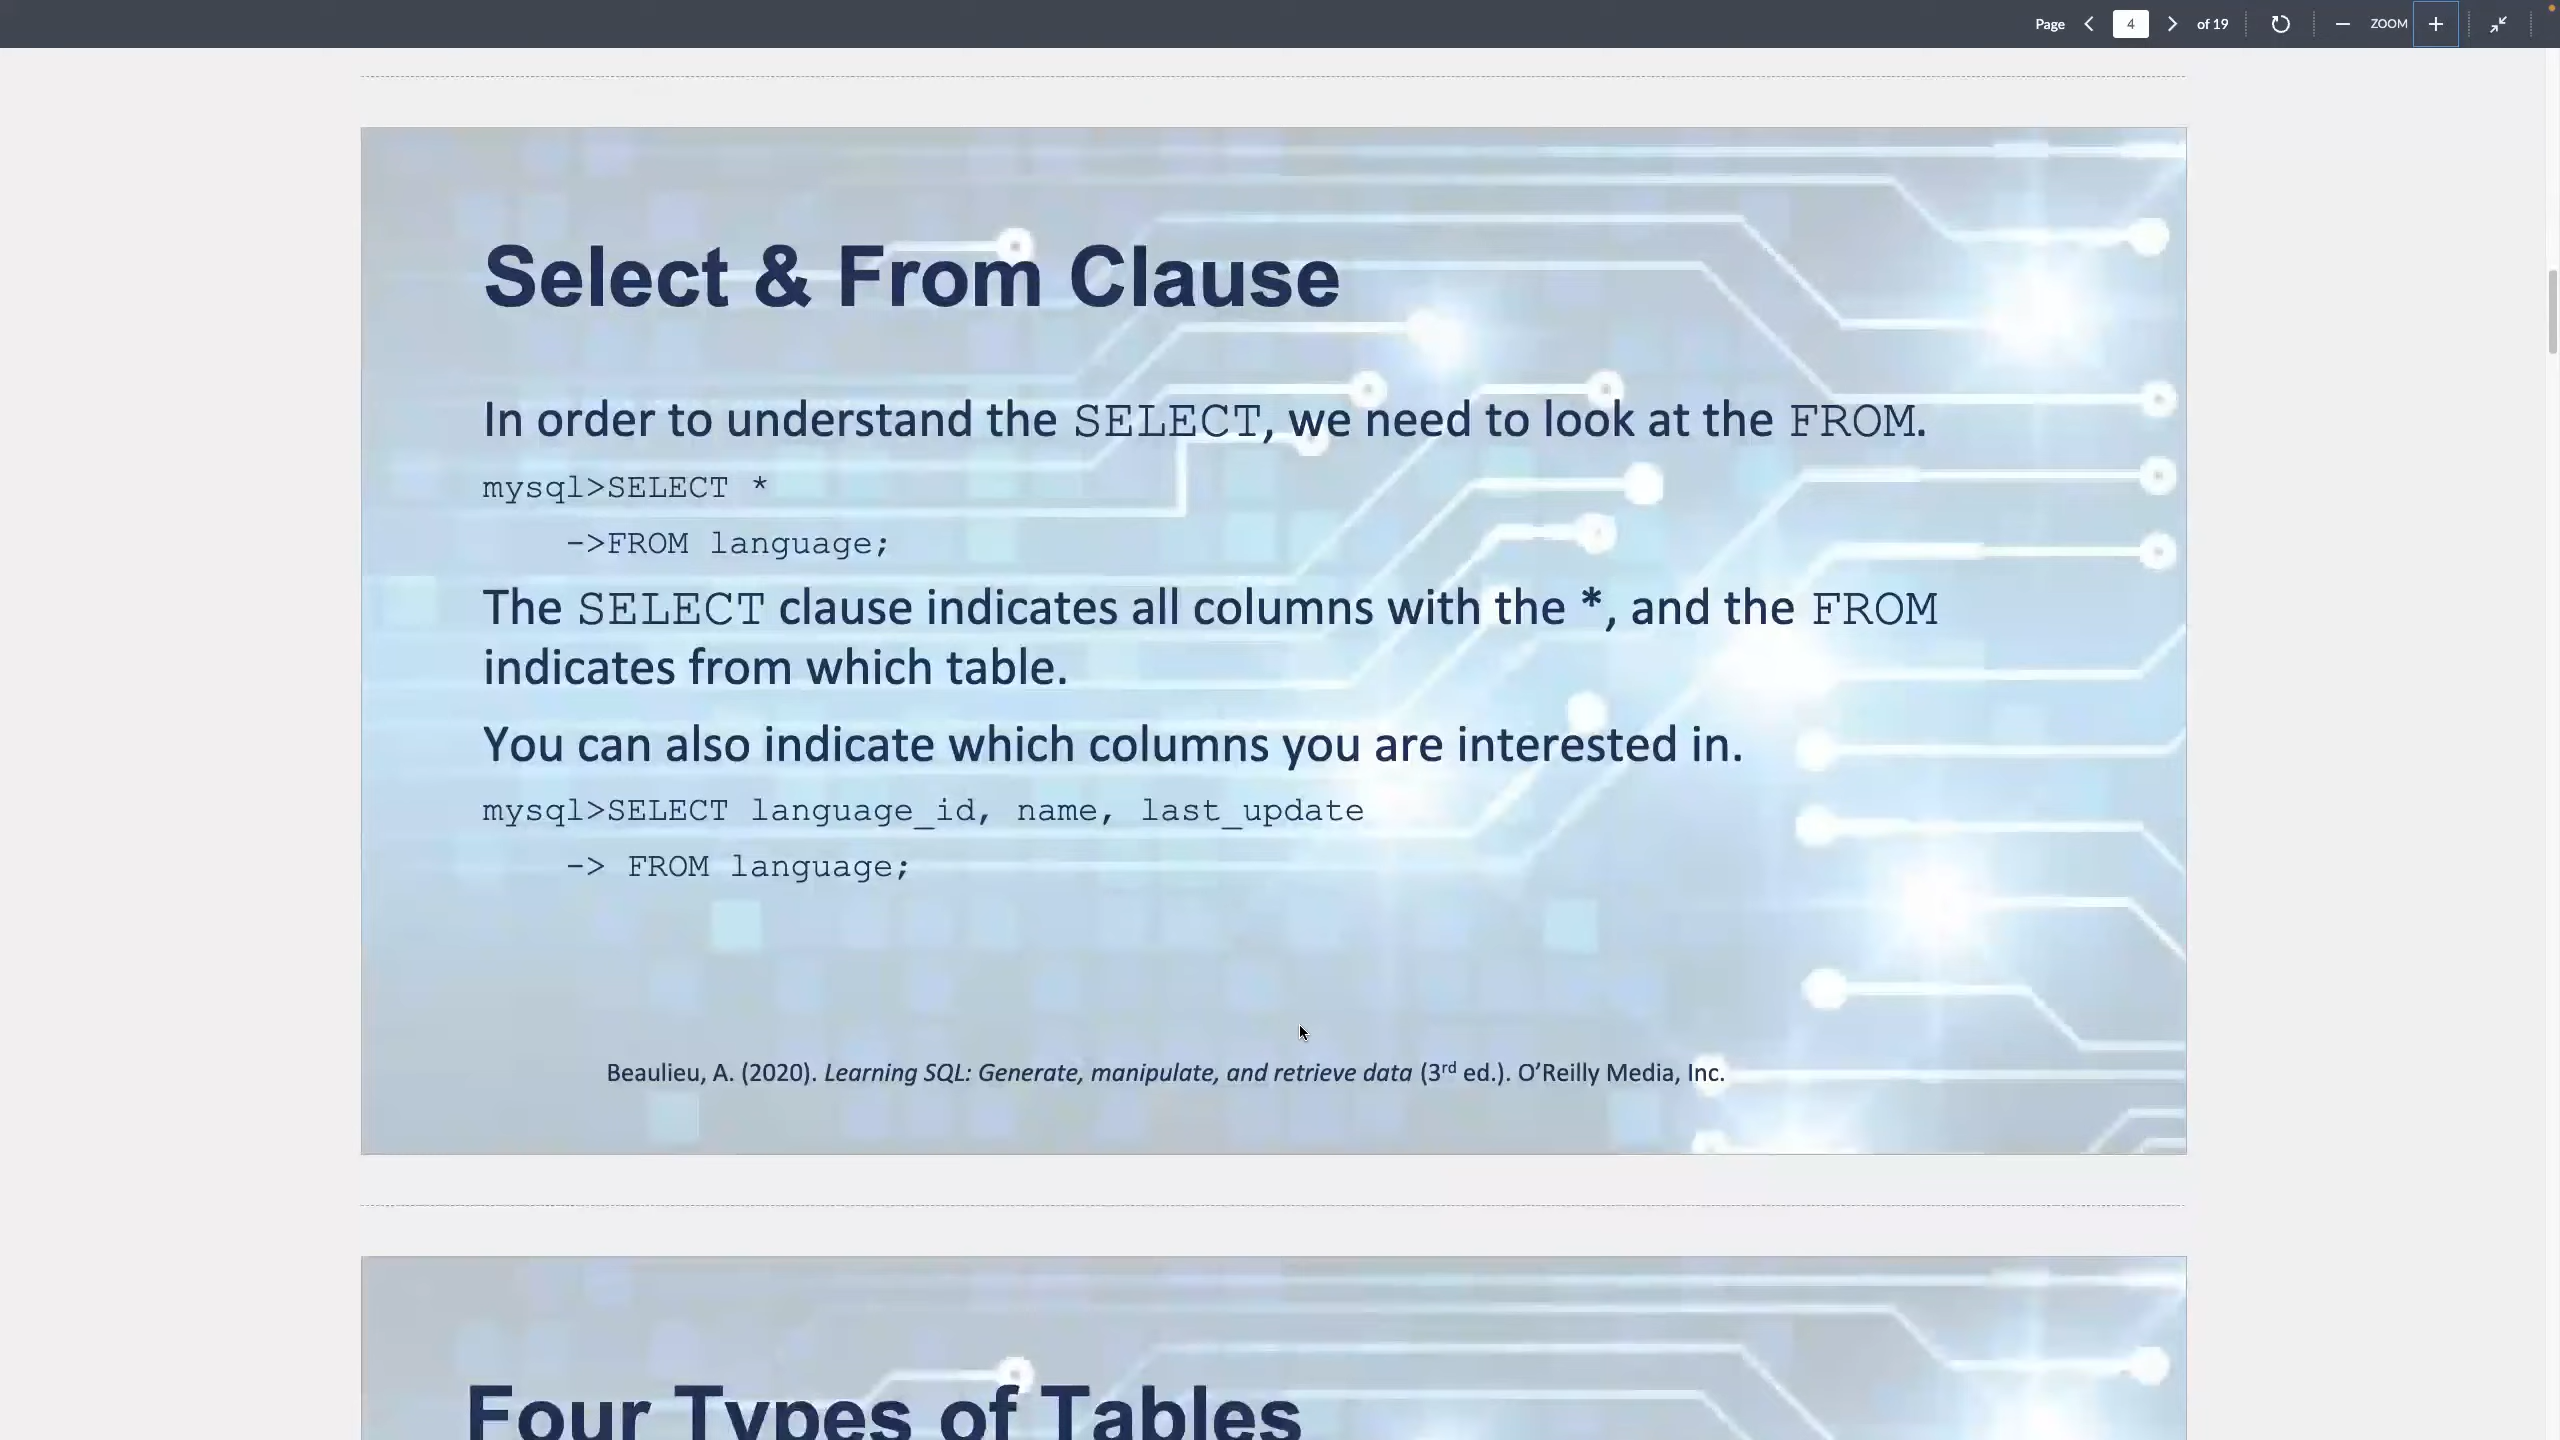 Page 4 of 19 ZOOM
Select & From Clause
In order to understand the SELECT, we need to look at the FROM.
mysql>SELECT *
->FROM language;
The SELECT clause indicates all columns with the *, and the FROM
indicates from which table.
You can also indicate which columns you are interested in.
mysql>SELECT language_id, name, last_update
-> FROM language;
Beaulieu, A. (2020). Learning SQL: Generate, manipulate, and retrieve data (3rd ed.). O’Reilly Media, Inc.
Four Types of Tables